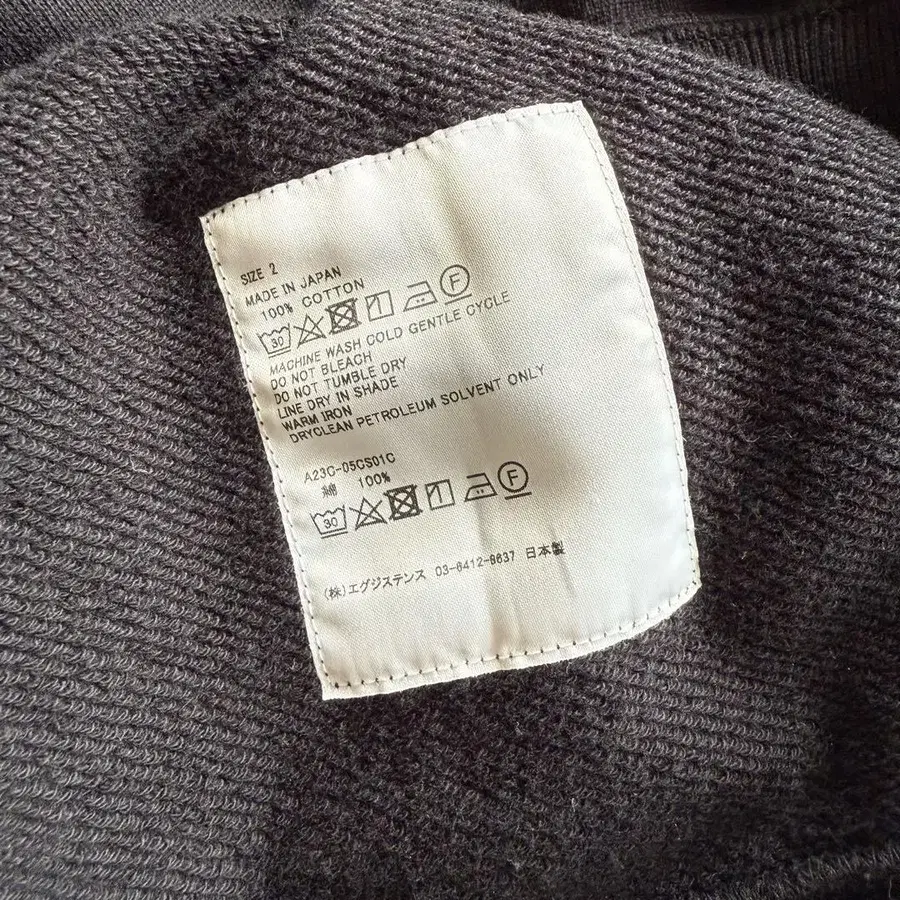 SIZE 2
MADE IN JAPAN
100% COTTON
30 F
MACHINE WASH COLD GENTLE CYCLE
DO NOT BLEACH
DO NOT TUMBLE DRY
LINE DRY IN SHADE
WARM IRON
DRYCLEAN PETROLEUM SOLVENT ONLY
A23C-05CS01C
綿 100%
30 F
(株)エグジステンス 03-6412-8637 日本製